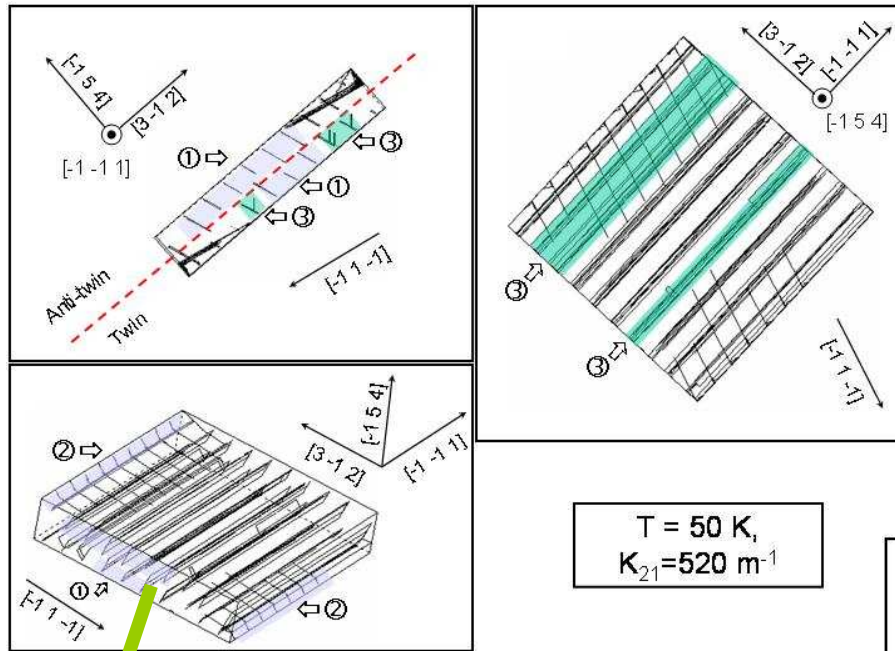 [-1 5 4]
[3 -1 2]
[-1 -1 1]
①
③
①
③
[-1 1 -1]
Anti-twin
Twin
[3 -1 2]
[-1 -1 1]
[-1 5 4]
③
③
[-1 1 -1]
[-1 5 4]
[3 -1 2]
[-1 -1 1]
②
①
②
[-1 1 -1]
T = 50 K,
K21=520 m-1